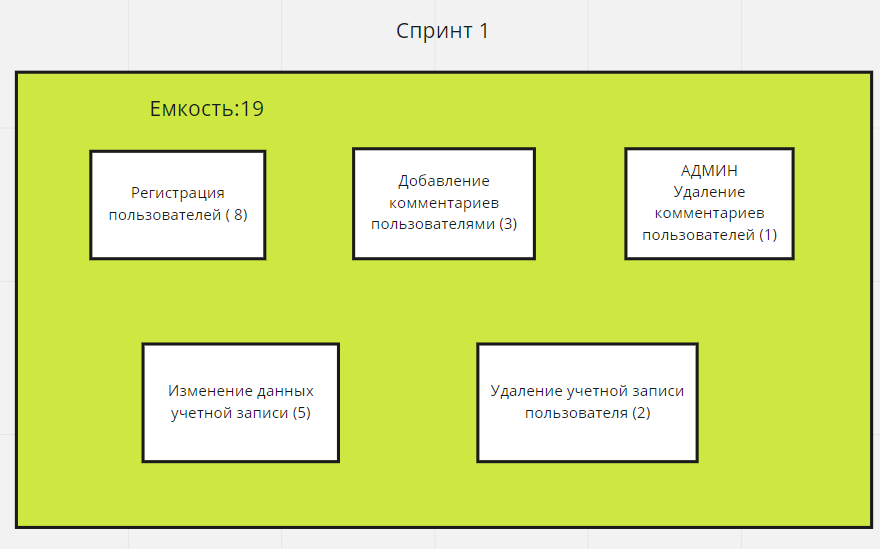 Спринт 1
Емкость:19
Регистрация
пользователей ( 8)
Добавление
комментариев
пользователями (3)
АДМИН
Удаление
комментариев
пользователей (1)
Изменение данных
учетной записи (5)
Удаление учетной записи
пользователя (2)